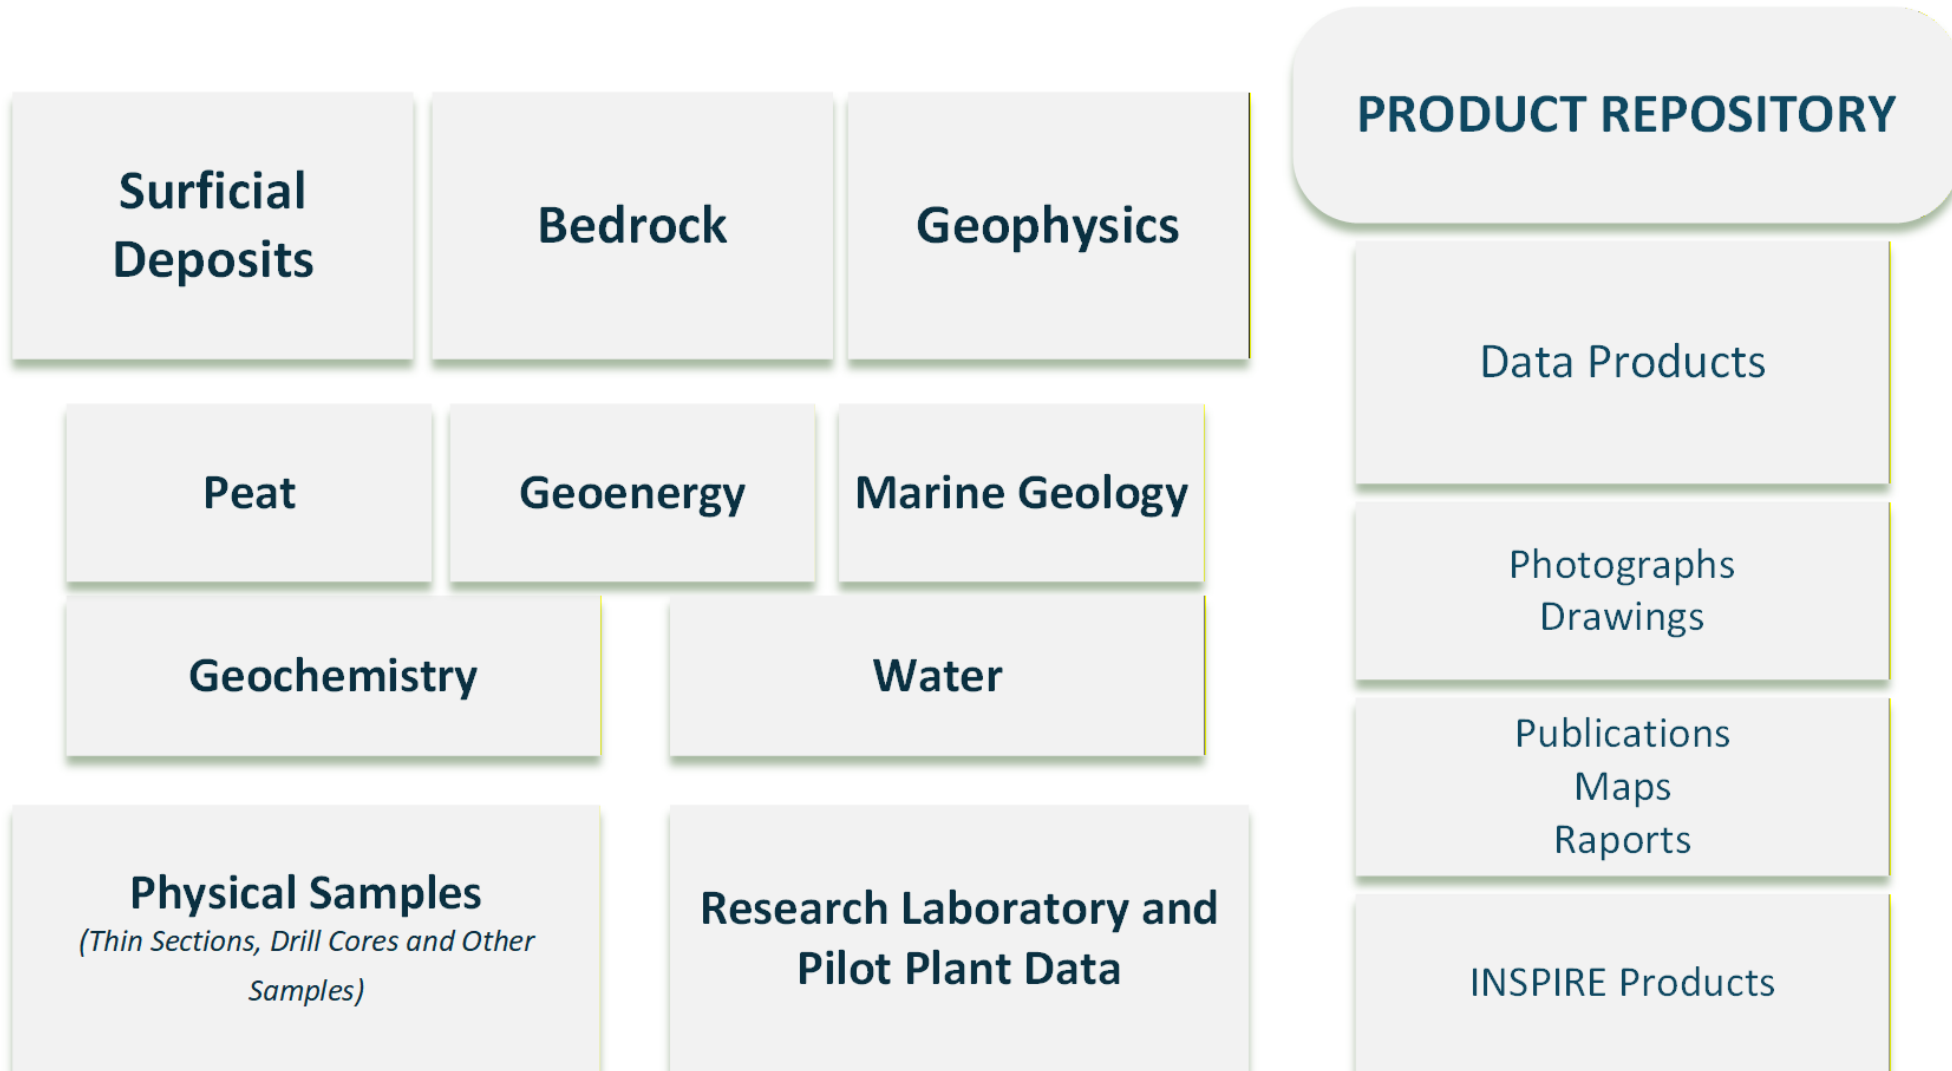 Surficial
Deposits
Bedrock
Geophysics
Peat
Geoenergy
Marine Geology
Geochemistry
Water
Physical Samples
(Thin Sections, Drill Cores and Other
Samples)
Research Laboratory and
Pilot Plant Data
PRODUCT REPOSITORY
Data Products
Photographs
Drawings
Publications
Maps
Raports
INSPIRE Products